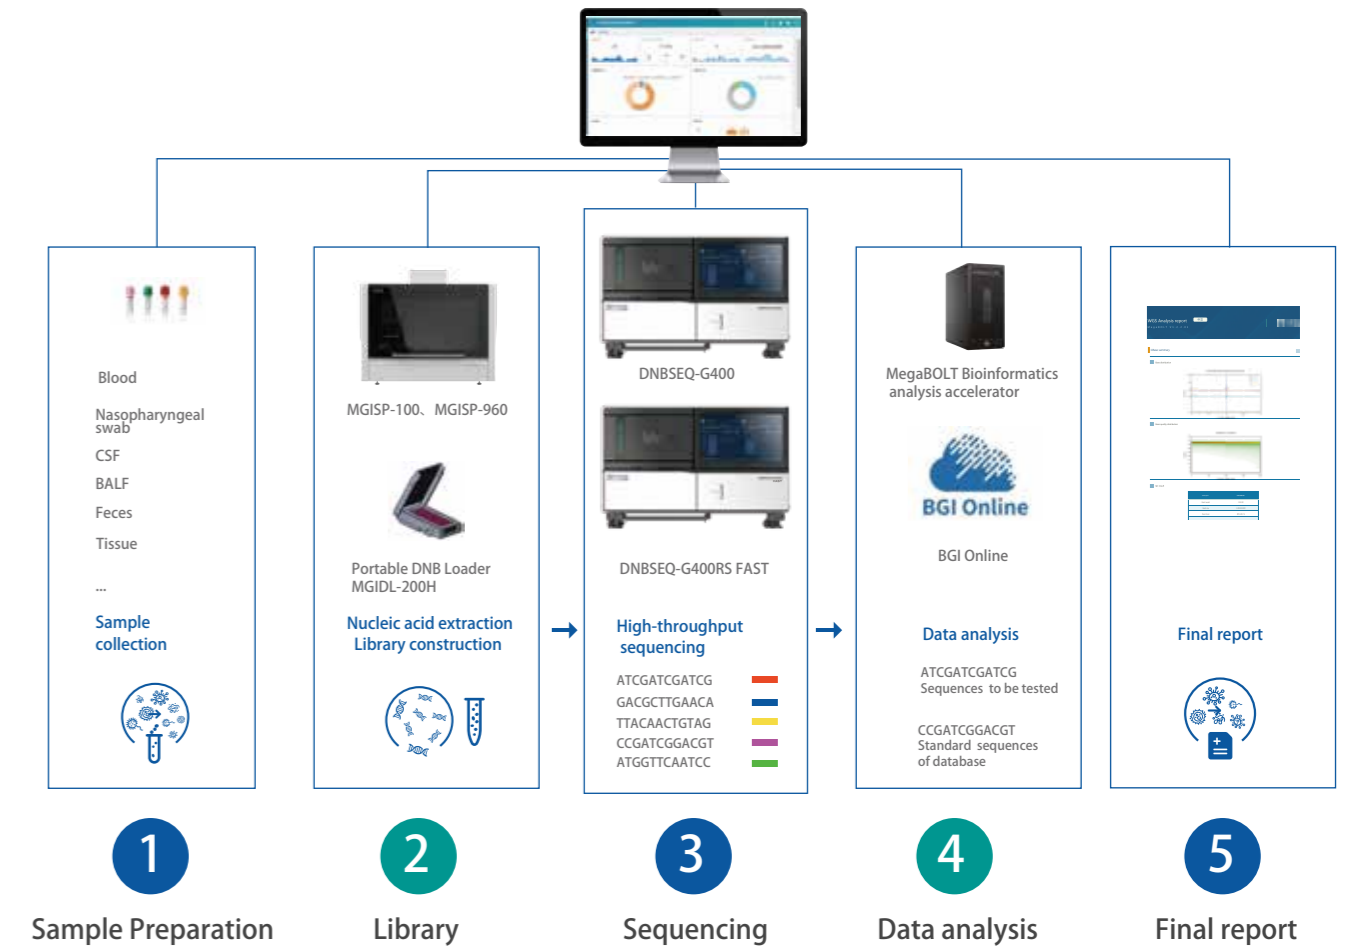 Blood
Nasopharyngeal
swab
CSF
BALF
Feces
Tissue
...
Sample
collection
MGISP-100、MGISP-960
Portable DNB Loader
MGIDL-200H
Nucleic acid extraction
Library construction
DNBSEQ-G400
DNBSEQ-G400RS FAST
High-throughput
sequencing
ATCGATCGATCG
GACGCTTGAACA
TTACAACTGTAG
CCGATCGGACGT
ATGGTTCAATCC
MegaBOLT Bioinformatics
analysis accelerator
BGI Online
BGI Online
Data analysis
ATCGATCGATCG
Sequences to be tested
CCGATCGGACGT
Standard sequences
of database
WGS Analysis report
Final report
1
2
3
4
5
Sample Preparation
Library
Sequencing
Data analysis
Final report